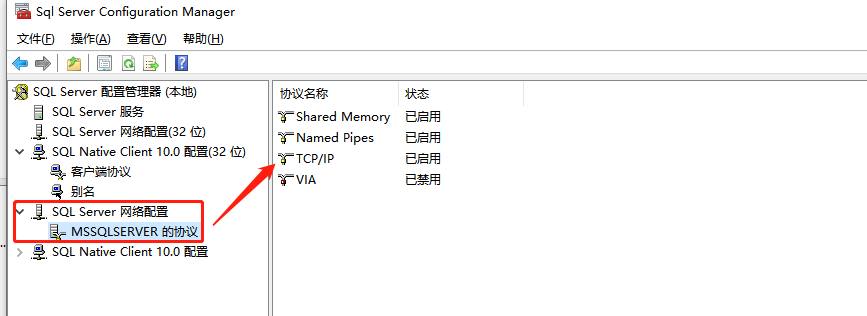 Sql Server Configuration Manager
文件(F) 操作(A) 查看(V) 帮助(H)
SQL Server 配置管理器 (本地)
SQL Server 服务
SQL Server 网络配置(32 位)
SQL Native Client 10.0 配置(32 位)
客户端协议
别名
SQL Server 网络配置
MSSQLSERVER 的协议
SQL Native Client 10.0 配置
协议名称 状态
Shared Memory 已启用
Named Pipes 已启用
TCP/IP 已启用
VIA 已禁用